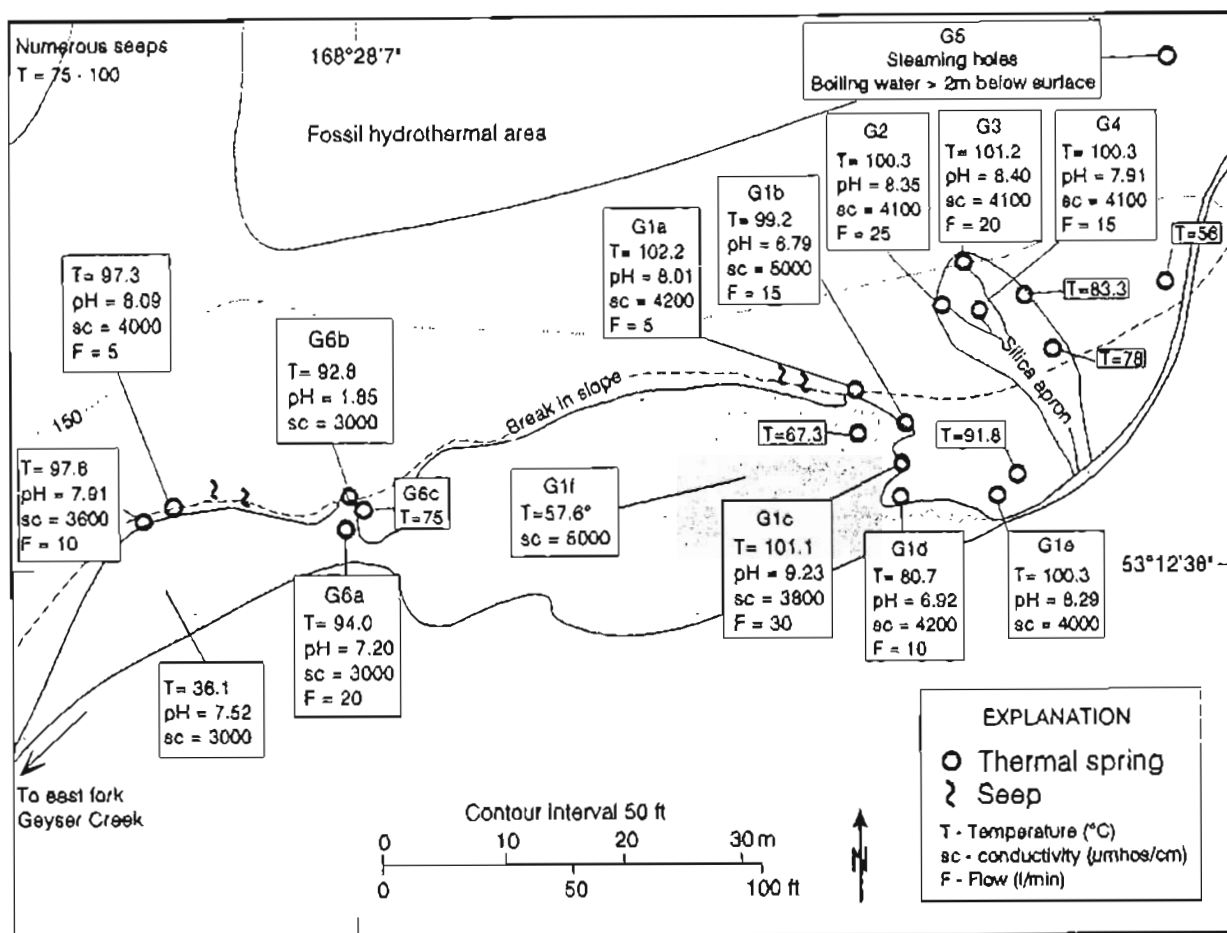 Numerous seeps
T = 75 - 100
168°28'7"
Fossil hydrothermal area
G5
Steaming holes
Boiling water > 2m below surface
G2
T= 100.3
pH = 8.35
sc = 4100
F = 25
G3
T= 101.2
pH = 8.40
sc = 4100
F = 20
G4
T= 100.3
pH = 7.91
sc = 4100
F = 15
G1b
T= 99.2
pH = 6.79
sc = 5000
F = 15
G1a
T= 102.2
pH = 8.01
sc = 4200
F = 5
T=56
T=83.3
T=78
Silica apron
T= 97.3
pH = 8.09
sc = 4000
F = 5
G6b
T= 92.8
pH = 1.85
sc = 3000
Break in slope
150
T=67.3
T=91.8
T= 97.8
pH = 7.91
sc = 3600
F = 10
G6c
T=75
G1f
T=57.6°
sc = 5000
G1c
T= 101.1
pH = 9.23
sc = 3800
F = 30
G1d
T= 80.7
pH = 6.92
sc = 4200
F = 10
G1e
T= 100.3
pH = 8.29
sc = 4000
53°12'38"
G6a
T= 94.0
pH = 7.20
sc = 3000
F = 20
T= 36.1
pH = 7.52
sc = 3000
To east fork
Geyser Creek
Contour Interval 50 ft
0 10 20 30 m
0 50 100 ft
N
EXPLANATION
Thermal spring
Seep
T - Temperature (°C)
sc - conductivity (µmhos/cm)
F - Flow (l/min)